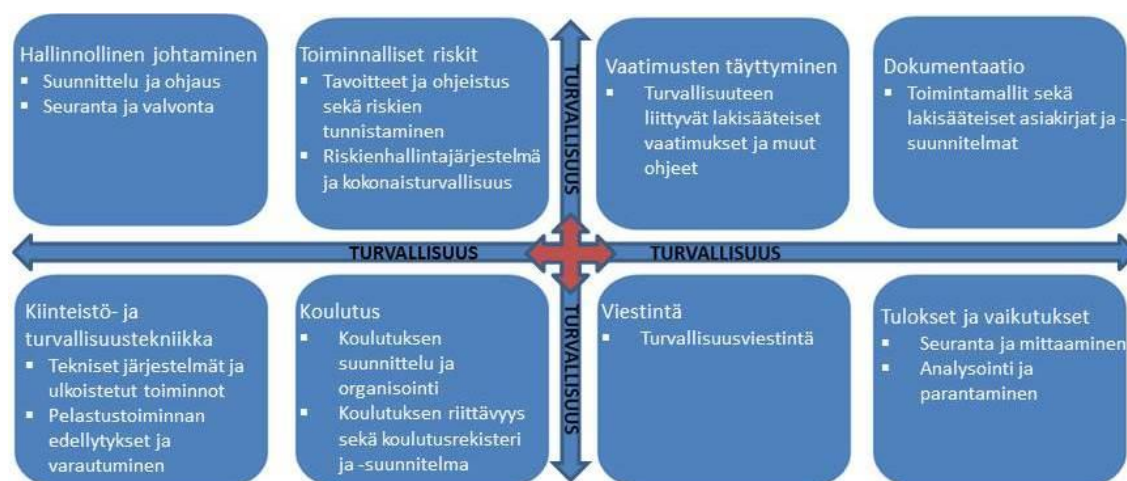 Hallinnollinen johtaminen
▪ Suunnittelu ja ohjaus
▪ Seuranta ja valvonta
Toiminnalliset riskit
▪ Tavoitteet ja ohjeistus
sekä riskien
tunnistaminen
▪ Riskienhallintajärjestelmä
ja kokonaisturvallisuus
TURVALLISUUS
Vaatimusten täyttyminen
▪ Turvallisuuteen
liittyvät lakisääteiset
vaatimukset ja muut
ohjeet
Dokumentaatio
▪ Toimintamallit sekä
lakisääteiset asiakirjat ja -
suunnitelmat
TURVALLISUUS
TURVALLISUUS
Kiinteistö- ja
turvallisuustekniikka
▪ Tekniset järjestelmät ja
ulkoistetut toiminnot
▪ Pelastustoiminnan
edellytykset ja
varautuminen
Koulutus
▪ Koulutuksen
suunnittelu ja
organisointi
▪ Koulutuksen riittävyys
sekä koulutusrekisteri
ja -suunnitelma
TURVALLISUUS
Viestintä
▪ Turvallisuusviestintä
Tulokset ja vaikutukset
▪ Seuranta ja mittaaminen
▪ Analysointi ja
parantaminen